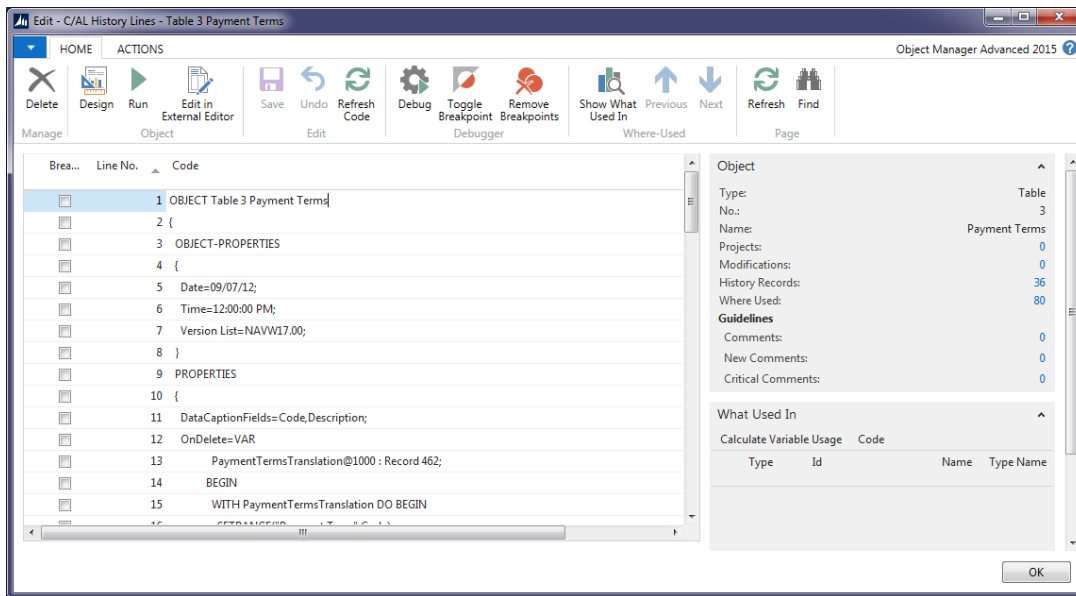 Edit - C/AL History Lines - Table 3 Payment Terms
HOME ACTIONS Object Manager Advanced 2015
Delete Design Run Edit in External Editor Save Undo Refresh Code Debug Toggle Breakpoint Remove Breakpoints Show What Used In Previous Next Refresh Find
Manage Object Edit Debugger Where-Used Page
Brea... Line No. Code
1 OBJECT Table 3 Payment Terms
2 {
3 OBJECT-PROPERTIES
4 {
5 Date=09/07/12;
6 Time=12:00:00 PM;
7 Version List=NAVW17.00;
8 }
9 PROPERTIES
10 {
11 DataCaptionFields=Code,Description;
12 OnDelete=VAR
13 PaymentTermsTranslation@1000 : Record 462;
14 BEGIN
15 WITH PaymentTermsTranslation DO BEGIN
Object
Type: Table
No.: 3
Name: Payment Terms
Projects: 0
Modifications: 0
History Records: 36
Where Used: 80
Guidelines
Comments: 0
New Comments: 0
Critical Comments: 0
What Used In
Calculate Variable Usage Code
Type Id Name Type Name
OK